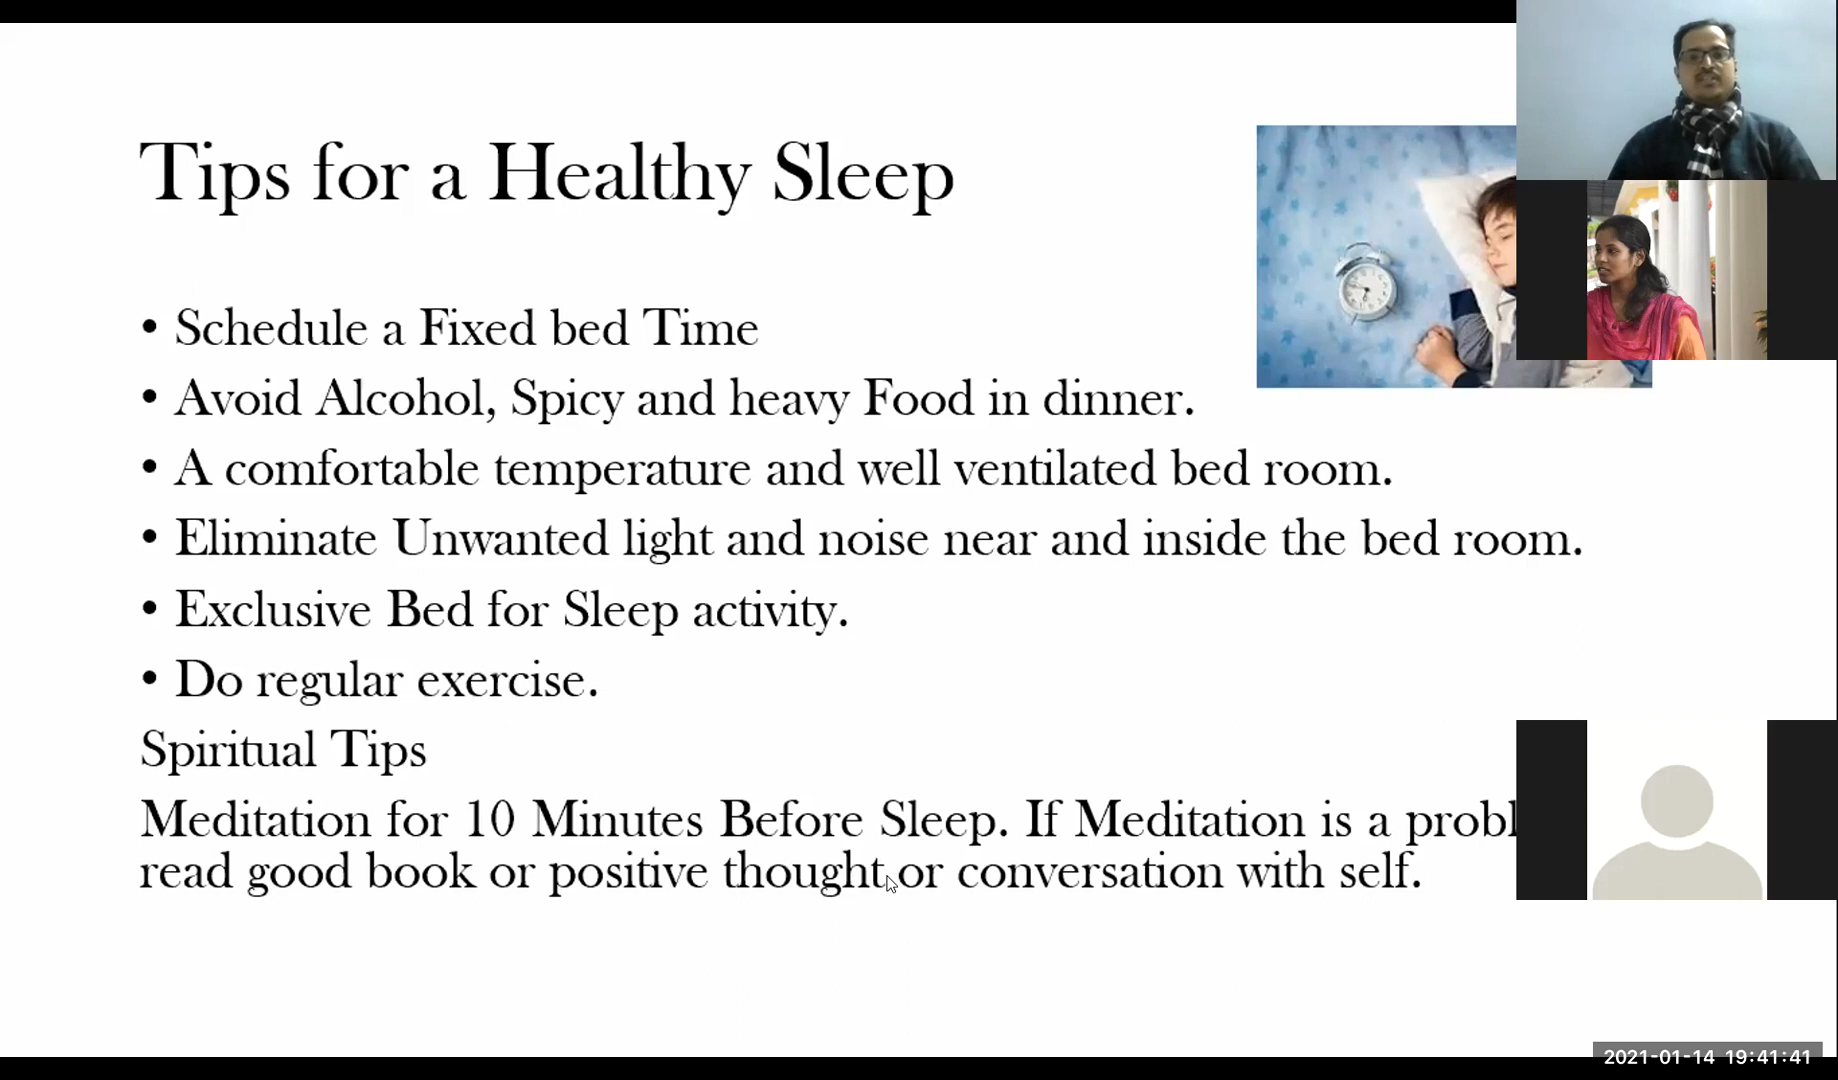 Tips for a Healthy Sleep
• Schedule a Fixed bed Time
• Avoid Alcohol, Spicy and heavy Food in dinner.
• A comfortable temperature and well ventilated bed room.
• Eliminate Unwanted light and noise near and inside the bed room.
• Exclusive Bed for Sleep activity.
• Do regular exercise.
Spiritual Tips
Meditation for 10 Minutes Before Sleep. If Meditation is a
read good book or positive thought or conversation with self.
2021-01-14 19:41:41